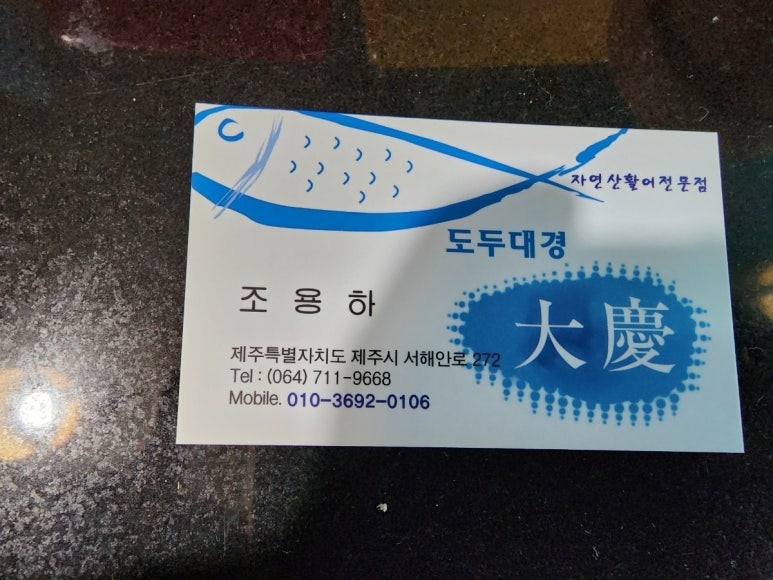 자연산활어전문점
도두대경
大慶
조용하
제주특별자치도 제주시 서해안로 272
Tel : (064) 711-9668
Mobile. 010-3692-0106